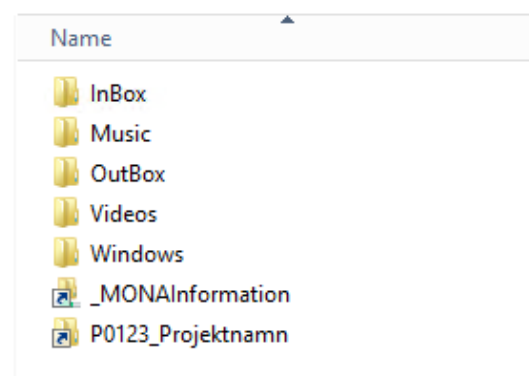 Name
InBox
Music
OutBox
Videos
Windows
_MONAInformation
P0123_Projektnamn